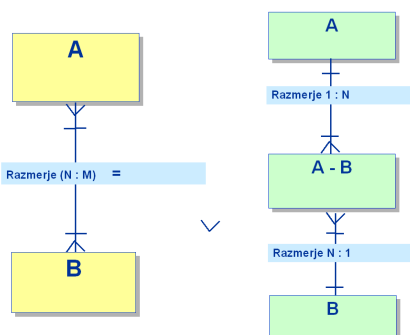 A
Razmerje (N : M) =
B
A
Razmerje 1 : N
A - B
Razmerje N : 1
B